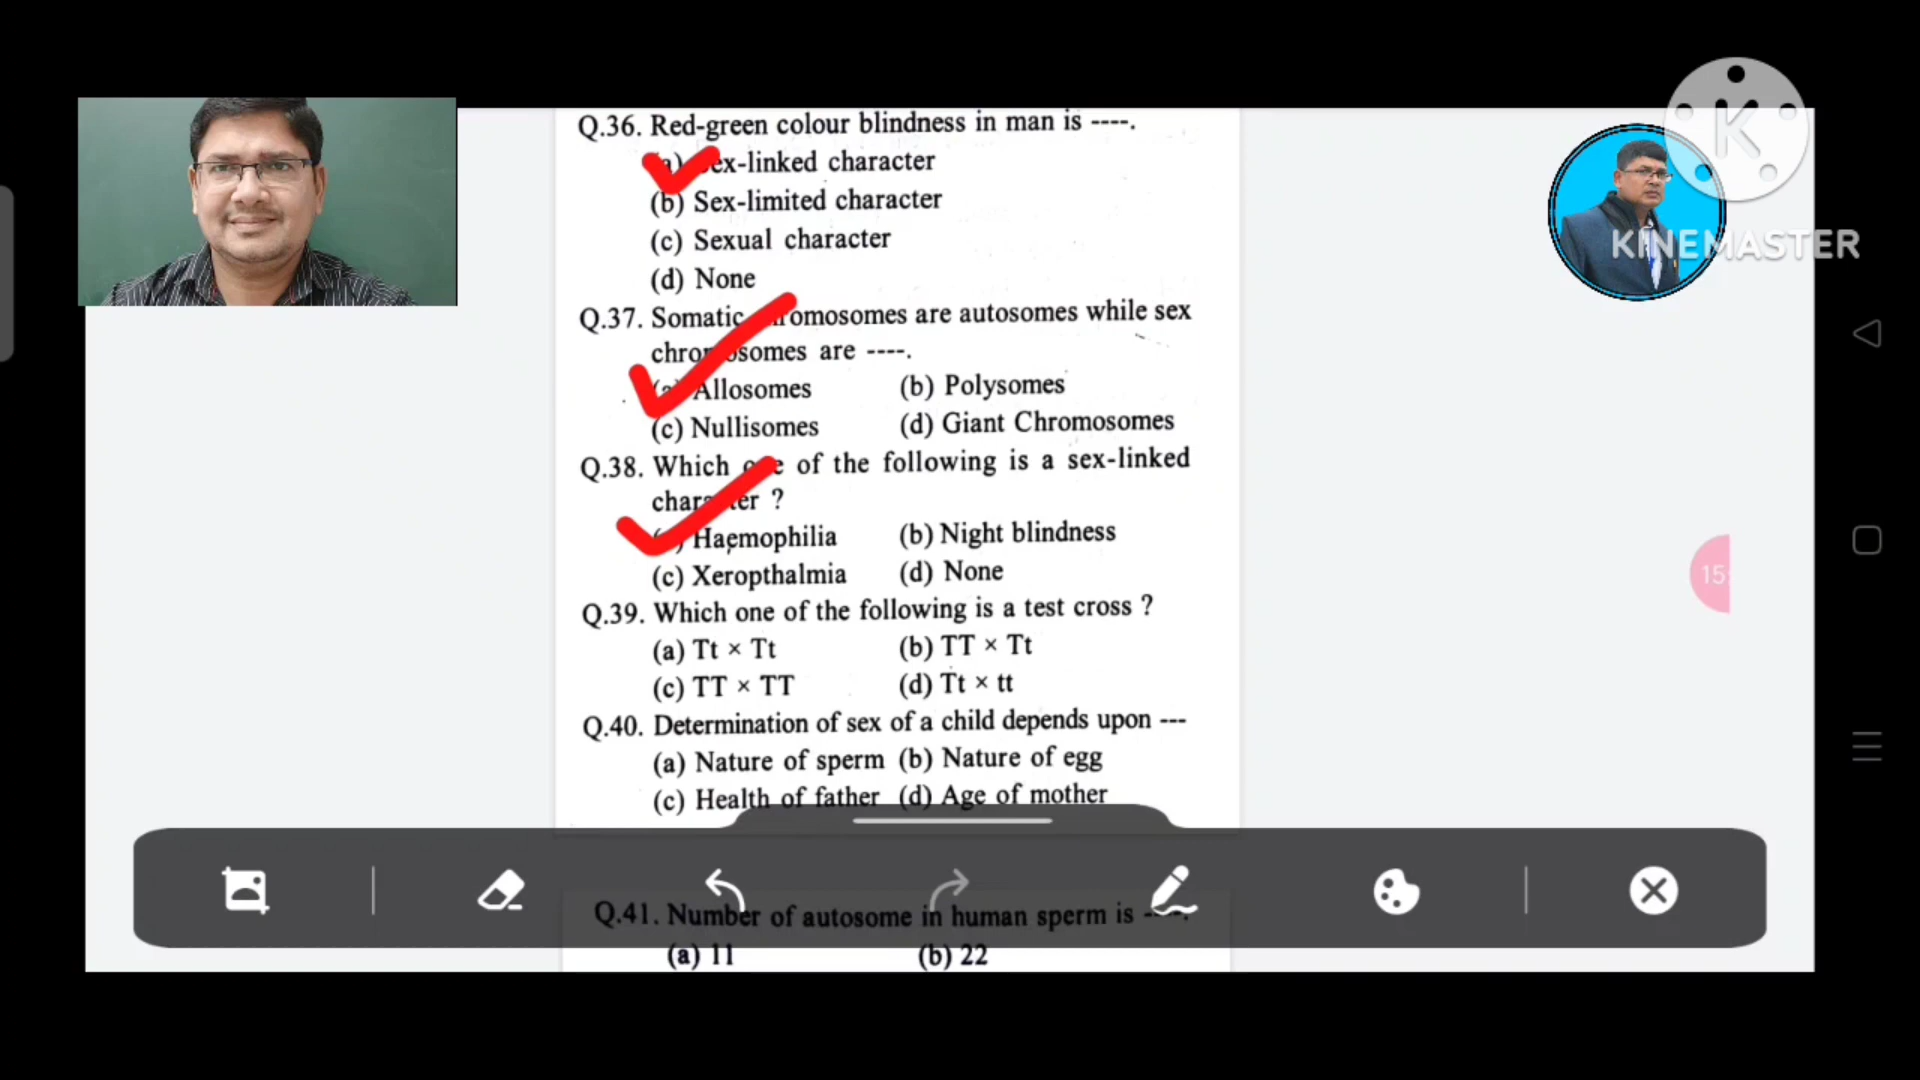 Q.36. Red-green colour blindness in man is ----.
ex-linked character
(b) Sex-limited character
(c) Sexual character
(d) None
Q.37. Somatic omosomes are autosomes while sex
chromosomes are ----.
Allosomes (b) Polysomes
(c) Nullisomes (d) Giant Chromosomes
Q.38. Which one of the following is a sex-linked
character ?
Haemophilia (b) Night blindness
(c) Xeropthalmia (d) None
Q.39. Which one of the following is a test cross ?
(a) Tt × Tt (b) TT × Tt
(c) TT × TT (d) Tt × tt
Q.40. Determination of sex of a child depends upon ---
(a) Nature of sperm (b) Nature of egg
(c) Health of father (d) Age of mother
Q.41. Number of autosome in human sperm is ----.
(a) 11 (b) 22
K
KINEMASTER
15